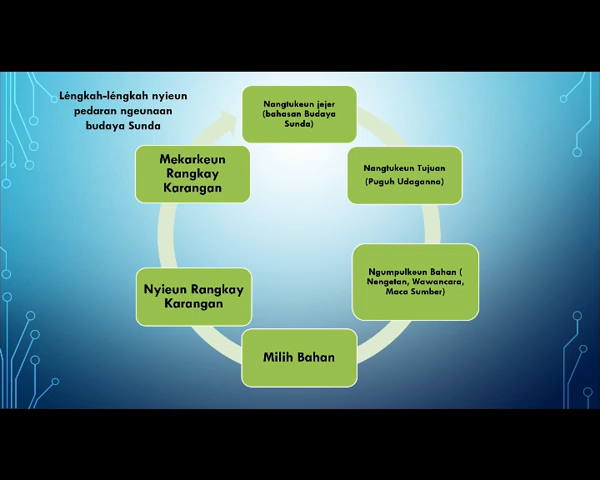 Léngkah-léngkah nyieun
pedaran ngeunaan
budaya Sunda
Nangtukeun jejer
(bahasan Budaya
Sunda)
Nangtukeun Tujuan
(Puguh Udaganna)
Ngumpulkeun Bahan (
Nengetan, Wawancara,
Maca Sumber)
Milih Bahan
Nyieun Rangkay
Karangan
Mekarkeun
Rangkay
Karangan